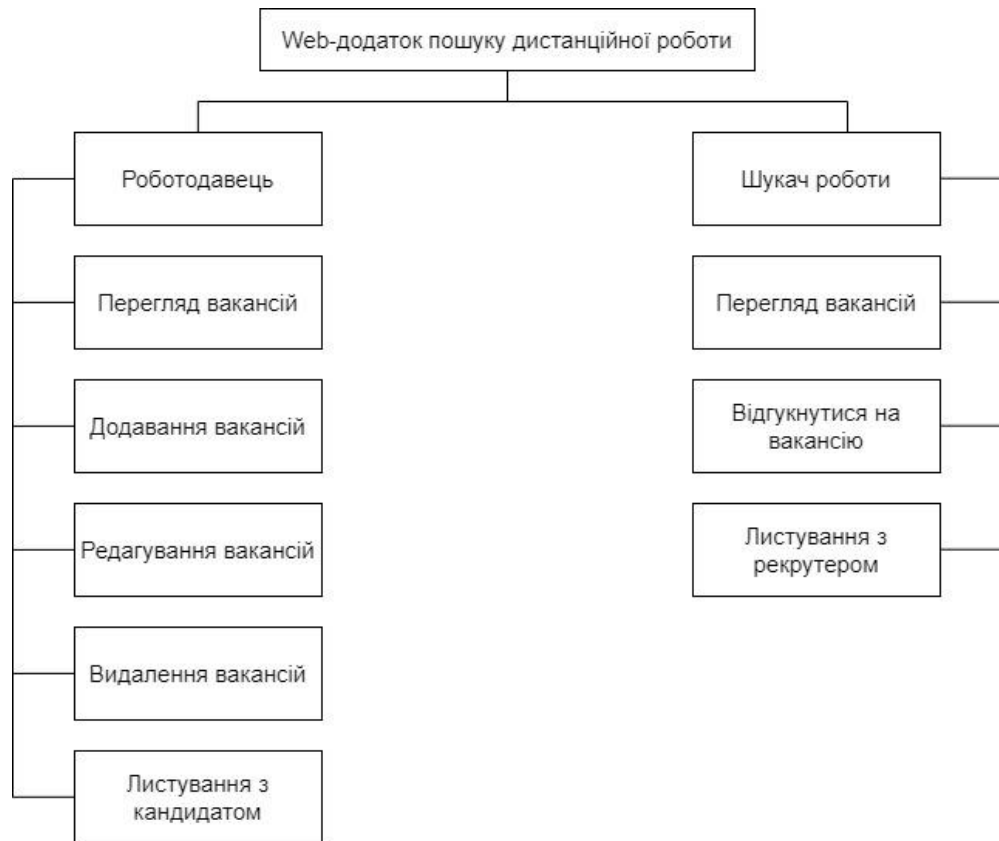 Web-додаток пошуку дистанційної роботи
Роботодавець
Шукач роботи
Перегляд вакансій
Перегляд вакансій
Додавання вакансій
Відгукнутися на
вакансію
Редагування вакансій
Листування з
рекрутером
Видалення вакансій
Листування з
кандидатом